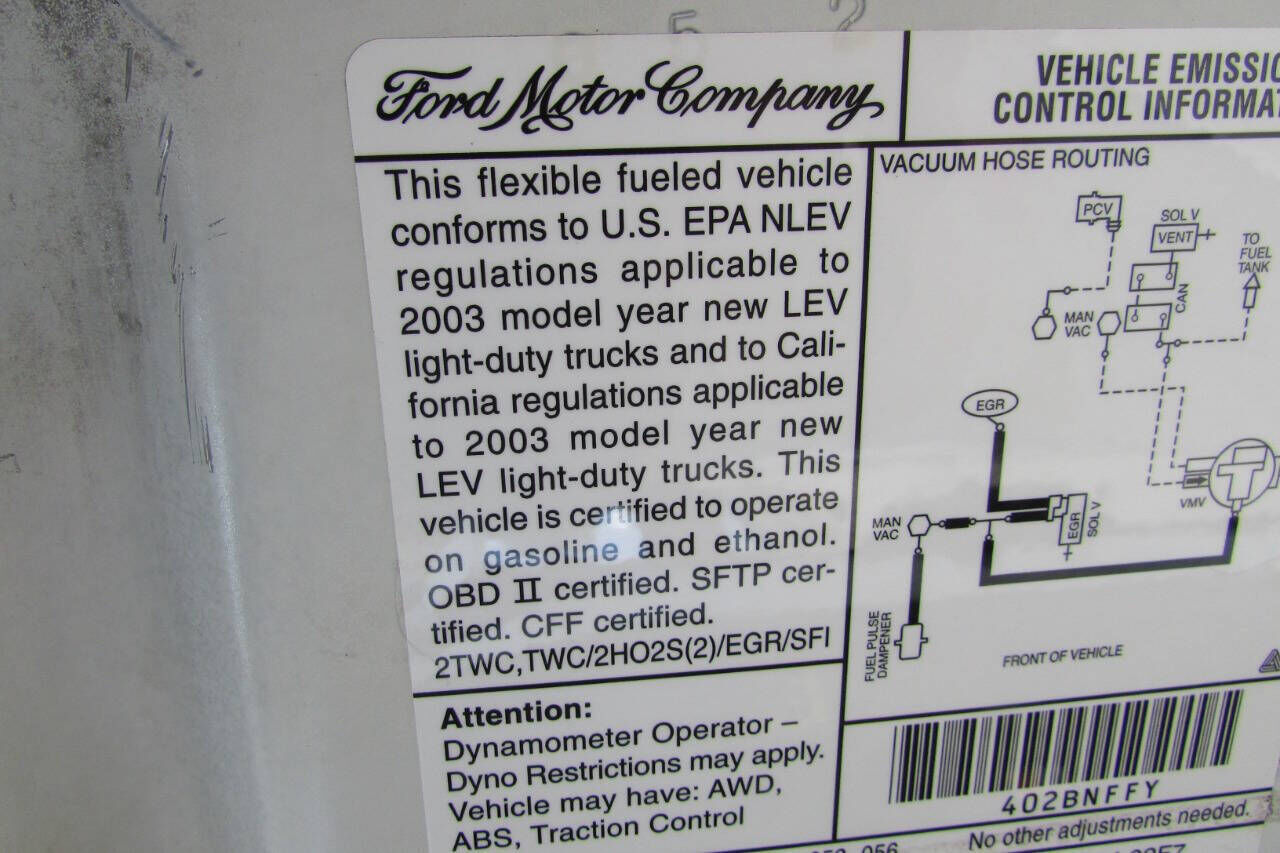 5 2
Ford Motor Company
VEHICLE
CONTROL
This flexible fueled vehicle
conforms to U.S. EPA NLEV
regulations applicable to
2003 model year new LEV
light-duty trucks and to Cali-
fornia regulations applicable
to 2003 model year new
LEV light-duty trucks. This
vehicle is certified to operate
on gasoline and ethanol.
OBD II certified. SFTP cer-
tified. CFF certified.
2TWC,TWC/2HO2S(2)/EGR/SFI
Attention:
Dynamometer Operator –
Dyno Restrictions may apply.
Vehicle may have: AWD,
ABS, Traction Control
VACUUM HOSE ROUTING
PCV
SOL V
VENT
TO
FUEL
TANK
CAN
MAN
VAC
EGR
VMV
MAN
VAC
EGR
SOL V
FUEL PULSE
DAMPENER
FRONT OF VEHICLE
402BNFFY
No other adjustments needed.